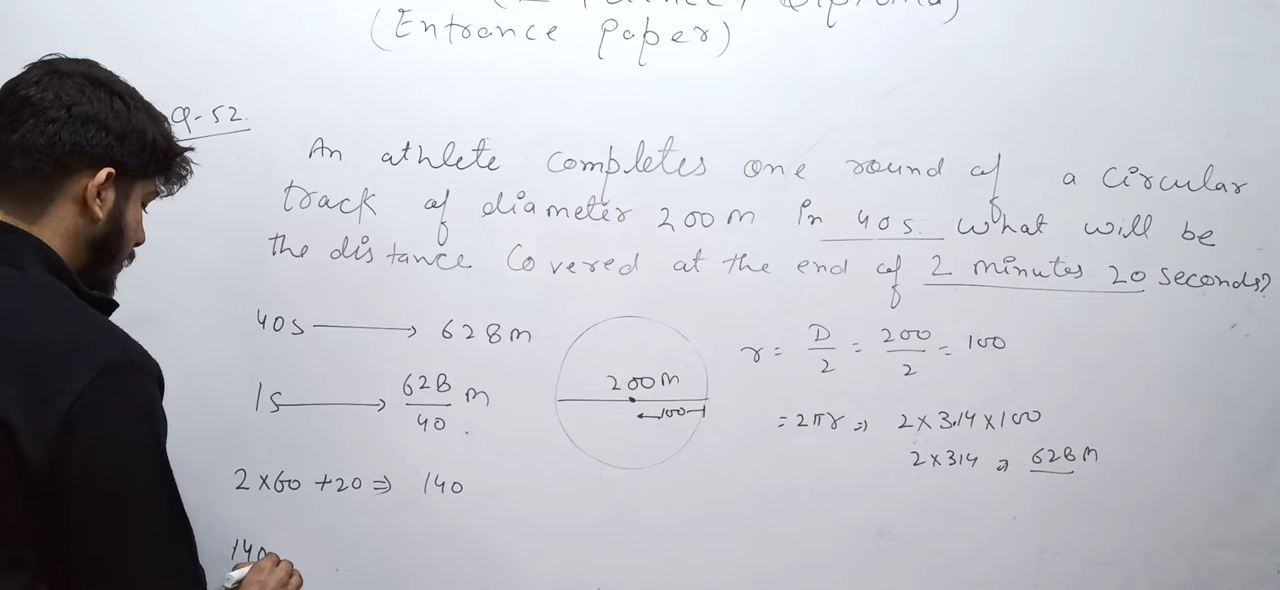 (Entrance Paper)
Q-52.
An athlete completes one round of a Circular
track of diameter 200m in 40s. What will be
the distance Covered at the end of 2 minutes 20 seconds?
40s → 628m
1s → 628/40 m
2×60+20 ⇒ 140
140
200m
100
r = D/2 = 200/2 = 100
= 2πr ⇒ 2×3.14×100
2×314 ⇒ 628m